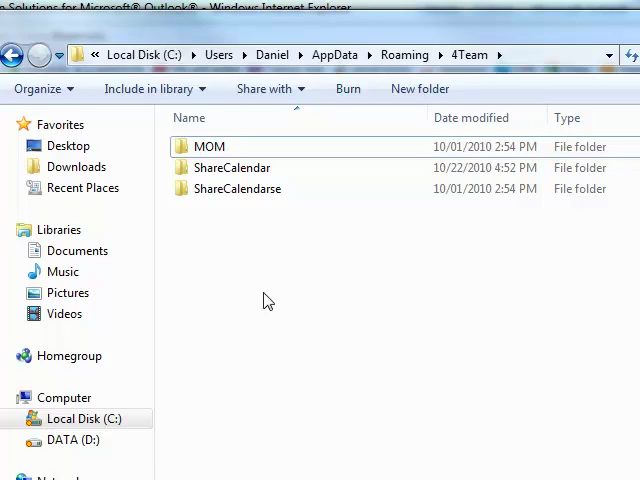 n Solutions for Microsoft® Outlook® - Windows Internet Explorer
« Local Disk (C:) ▸ Users ▸ Daniel ▸ AppData ▸ Roaming ▸ 4Team ▸
Organize Include in library Share with Burn New folder
Name Date modified Type
Favorites
Desktop
Downloads
Recent Places
Libraries
Documents
Music
Pictures
Videos
Homegroup
Computer
Local Disk (C:)
DATA (D:)
MOM 10/01/2010 2:54 PM File folder
ShareCalendar 10/22/2010 4:52 PM File folder
ShareCalendarse 10/01/2010 2:54 PM File folder